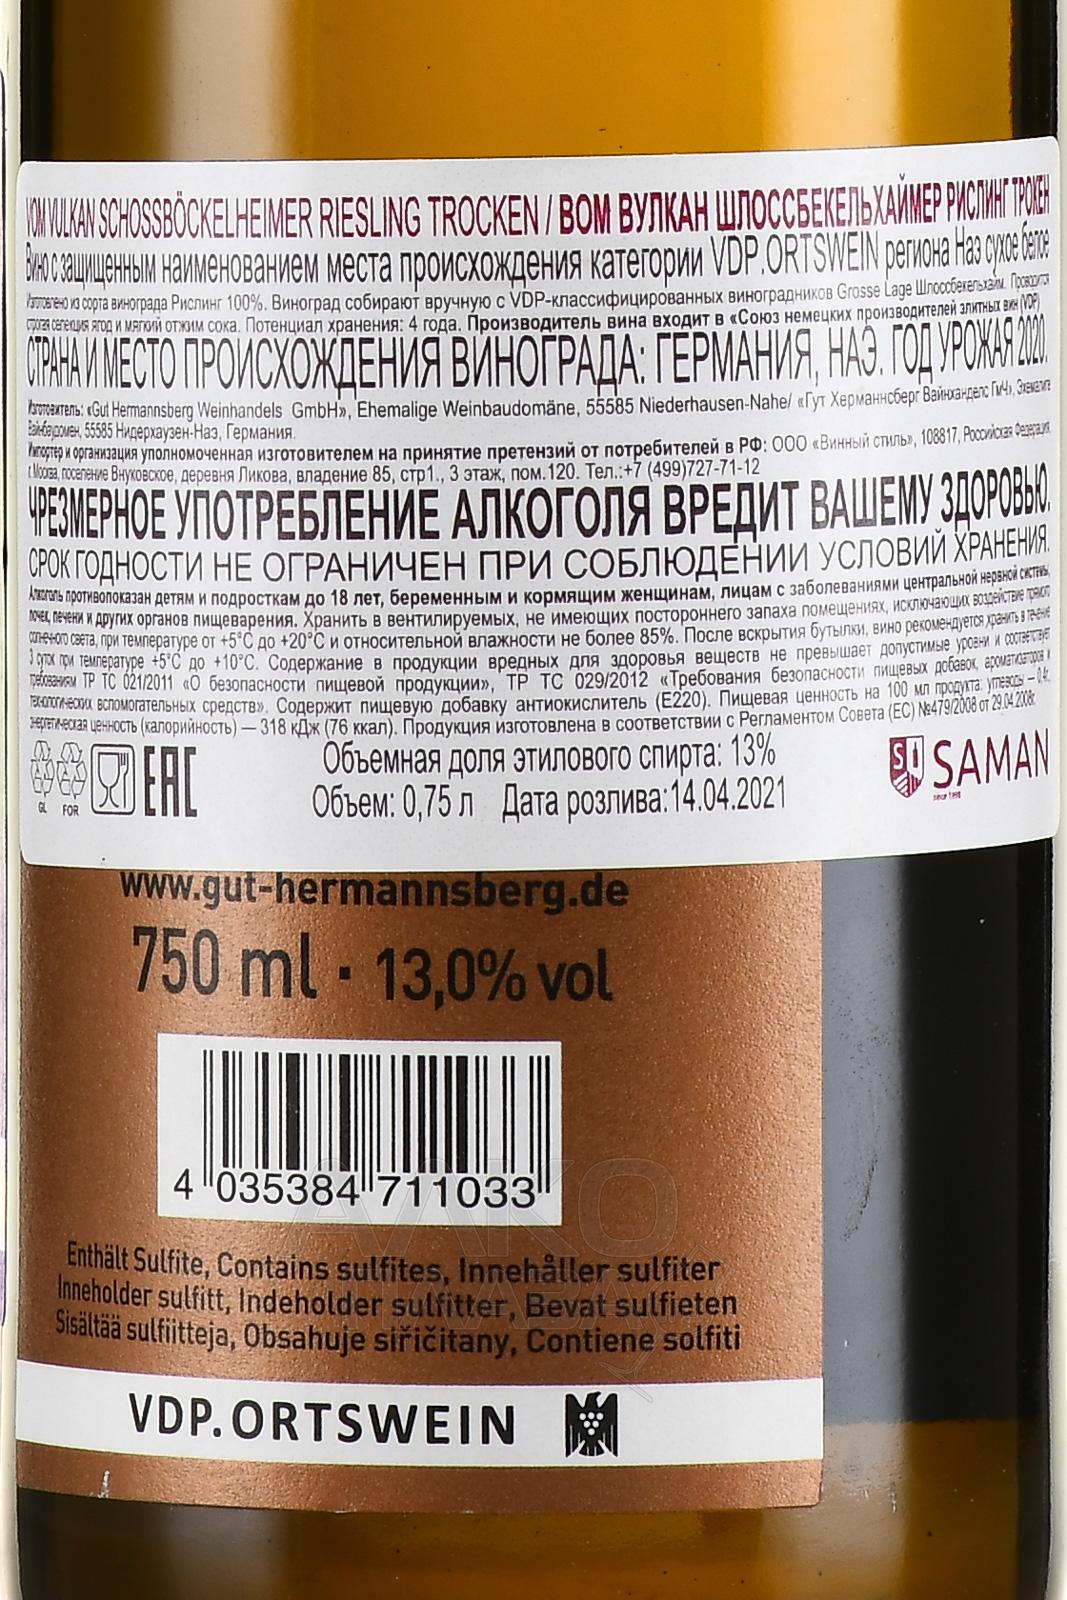 VOM VULKAN SCHOSSBÖCKELHEIMER RIESLING TROCKEN / ВОМ ВУЛКАН ШЛОССБЕКЕЛЬХАЙМЕР РИСЛИНГ ТРОКЕН
Вино с защищенным наименованием места происхождения категории VDP.ORTSWEIN региона Наэ сухое белое
Изготовлено из сорта винограда Рислинг 100%. Виноград собирают вручную с VDP-классифицированных виноградников Grosse Lage Шлоссбекельхайм. Проводится
строгая селекция ягод и мягкий отжим сока. Потенциал хранения: 4 года. Производитель вина входит в «Союз немецких производителей элитных вин (VDP)
СТРАНА И МЕСТО ПРОИСХОЖДЕНИЯ ВИНОГРАДА: ГЕРМАНИЯ, НАЭ. ГОД УРОЖАЯ 2020.
Изготовитель: «Gut Hermannsberg Weinhandels GmbH», Ehemalige Weinbaudomäne, 55585 Niederhausen-Nahe/ «Гут Херманнсберг Вайнханделс ГмЧ», Эхемалиге
Вайнбаудомен, 55585 Нидерхаузен-Наэ, Германия.
Импортер и организация уполномоченная изготовителем на принятие претензий от потребителей в РФ: ООО «Винный стиль», 108817, Российская Федерация,
г. Москва, поселение Внуковское, деревня Ликова, владение 85, стр1., 3 этаж, пом.120. Тел.:+7 (499)727-71-12
ЧРЕЗМЕРНОЕ УПОТРЕБЛЕНИЕ АЛКОГОЛЯ ВРЕДИТ ВАШЕМУ ЗДОРОВЬЮ.
СРОК ГОДНОСТИ НЕ ОГРАНИЧЕН ПРИ СОБЛЮДЕНИИ УСЛОВИЙ ХРАНЕНИЯ.
Алкоголь противопоказан детям и подросткам до 18 лет, беременным и кормящим женщинам, лицам с заболеваниями центральной нервной системы,
почек, печени и других органов пищеварения. Хранить в вентилируемых, не имеющих постороннего запаха помещениях, исключающих воздействие прямого
солнечного света, при температуре от +5°С до +20°С и относительной влажности не более 85%. После вскрытия бутылки, вино рекомендуется хранить в течение
3 суток при температуре +5°С до +10°С. Содержание в продукции вредных для здоровья веществ не превышает допустимые уровни и соответствует
требованиям ТР ТС 021/2011 «О безопасности пищевой продукции», ТР ТС 029/2012 «Требования безопасности пищевых добавок, ароматизаторов и
технологических вспомогательных средств». Содержит пищевую добавку антиокислитель (Е220). Пищевая ценность на 100 мл продукта: углеводы – 0,4г,
энергетическая ценность (калорийность) — 318 кДж (76 ккал). Продукция изготовлена в соответствии с Регламентом Совета (ЕС) №479/2008 от 29.04.2008г.
Объемная доля этилового спирта: 13%
Объем: 0,75 л Дата розлива:14.04.2021
GL FOR
EAC
S I SAMAN
since 1998
www.gut-hermannsberg.de
750 ml · 13,0% vol
4 035384 711033
Enthält Sulfite, Contains sulfites, Innehåller sulfiter
Inneholder sulfitt, Indeholder sulfitter, Bevat sulfieten
Sisältää sulfiitteja, Obsahuje siřičitany, Contiene solfiti
VDP.ORTSWEIN